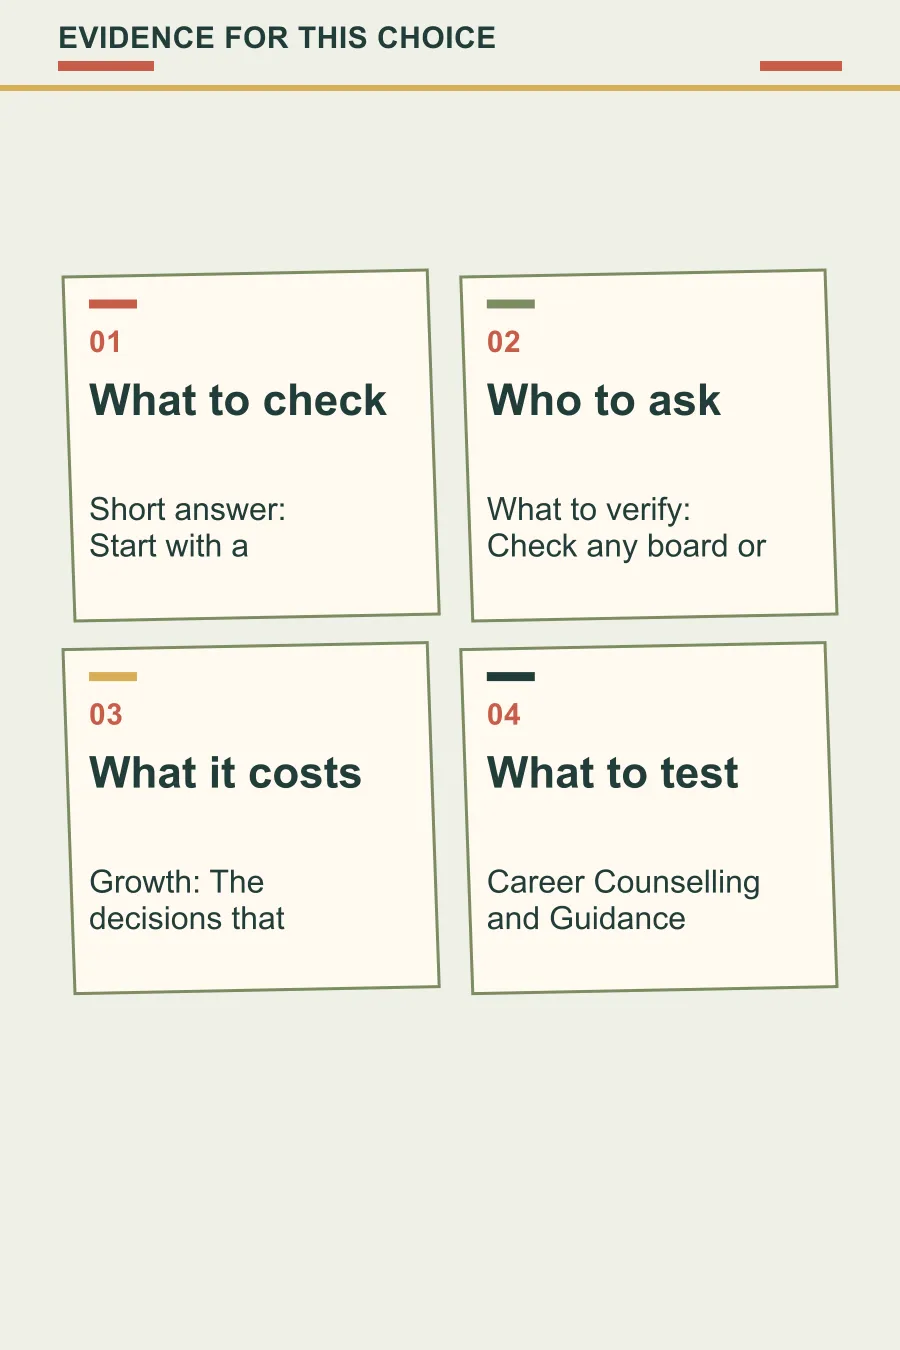 EVIDENCE FOR THIS CHOICE
01
What to check
Short answer:
Start with a
02
Who to ask
What to verify:
Check any board or
03
What it costs
Growth: The
decisions that
04
What to test
Career Counselling
and Guidance